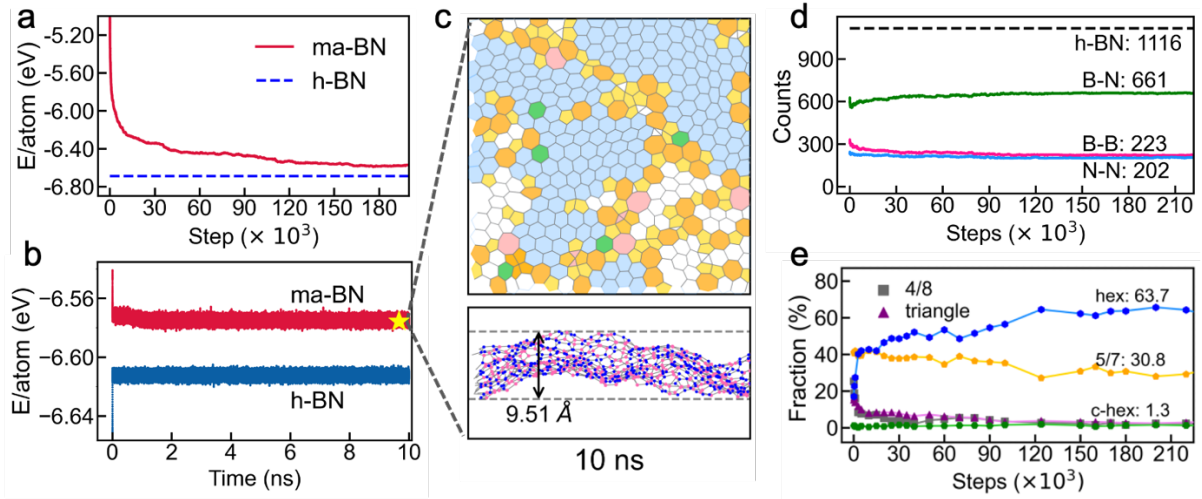 a
E/atom (eV)
−5.20
−5.60
−6.00
−6.40
−6.80
ma-BN
h-BN
0 30 60 90 120 150 180
Step (× 10³)
b
E/atom (eV)
−6.56
−6.60
−6.64
ma-BN
h-BN
0 2 4 6 8 10
Time (ns)
c
9.51 Å
10 ns
d
Counts
900
600
300
0
h-BN: 1116
B-N: 661
B-B: 223
N-N: 202
0 30 60 90 120 150 180 210
Steps (× 10³)
e
Fraction (%)
80
60
40
20
0
4/8
triangle
hex: 63.7
5/7: 30.8
c-hex: 1.3
0 30 60 90 120 150 180 210
Steps (×10³)